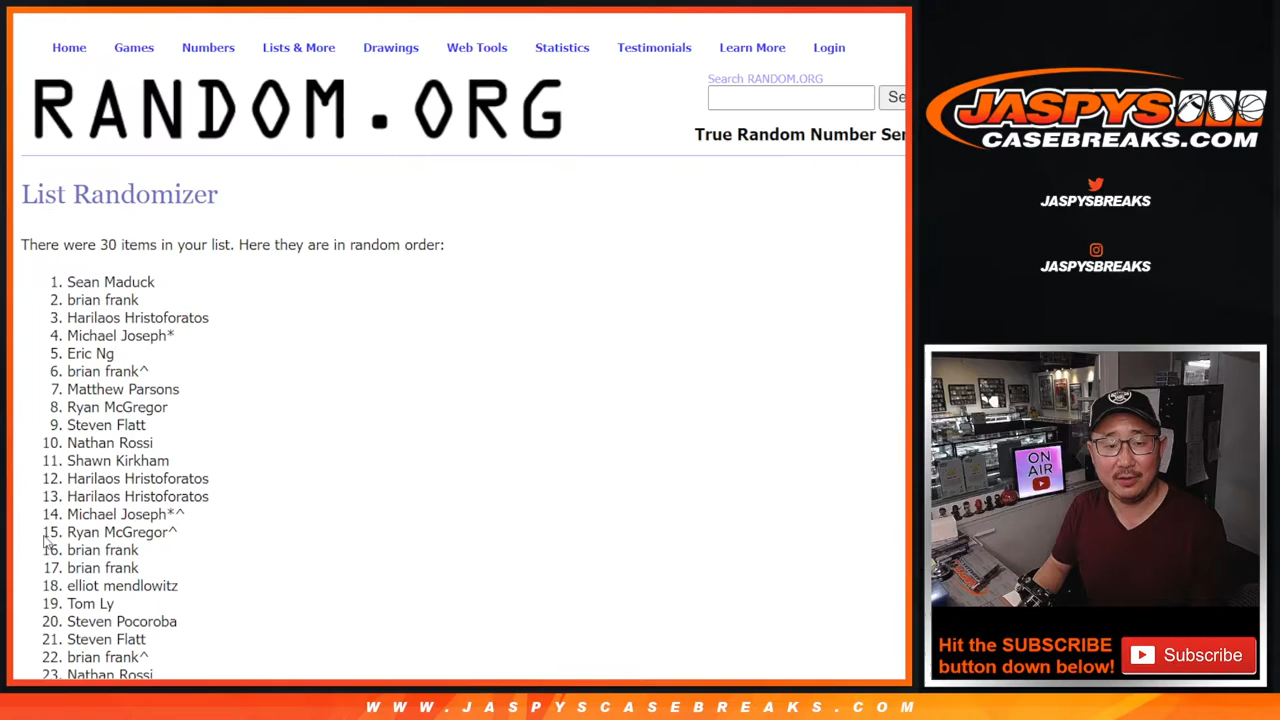 Home Games Numbers Lists & More Drawings Web Tools Statistics Testimonials Learn More Login
RANDOM.ORG
Search RANDOM.ORG
Se
True Random Number Ser
List Randomizer
There were 30 items in your list. Here they are in random order:
1. Sean Maduck
2. brian frank
3. Harilaos Hristoforatos
4. Michael Joseph*
5. Eric Ng
6. brian frank^
7. Matthew Parsons
8. Ryan McGregor
9. Steven Flatt
10. Nathan Rossi
11. Shawn Kirkham
12. Harilaos Hristoforatos
13. Harilaos Hristoforatos
14. Michael Joseph*^
15. Ryan McGregor^
16. brian frank
17. brian frank
18. elliot mendlowitz
19. Tom Ly
20. Steven Pocoroba
21. Steven Flatt
22. brian frank^
23. Nathan Rossi
JASPYS
CASEBREAKS.COM
JASPYSBREAKS
JASPYSBREAKS
ON
AIR
Hit the SUBSCRIBE
button down below!
Subscribe
WWW.JASPYSCASEBREAKS.COM